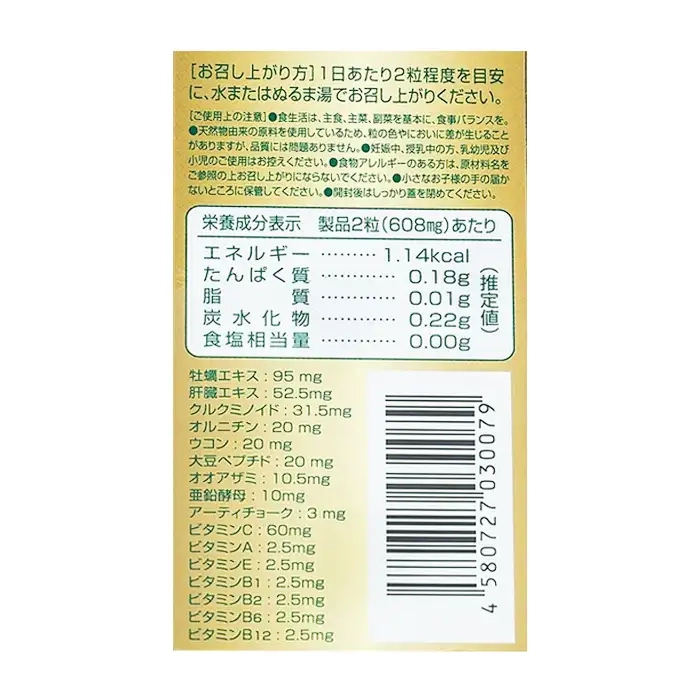 [お召し上がり方]1日あたり2粒程度を目安
に、水またはぬるま湯でお召し上がりください。
[ご使用上の注意]●食生活は、主食、主菜、副菜を基本に、食事バランスを。
●天然物由来の原料を使用しているため、粒の色やにおいに差が生じること
がありますが、品質には問題ありません。●妊娠中、授乳中の方、乳幼児及び
小児のご使用はお控えください。●食物アレルギーのある方は、原材料名を
ご参照の上お召し上がりにならないでください。●小さなお子様の手の届か
ないところに保管してください。●開封後はしっかり蓋を閉めてください。
栄養成分表示 製品2粒(608mg)あたり
エネルギー………1.14kcal
たんぱく質…………0.18g
脂質…………0.01g
炭水化物…………0.22g
食塩相当量…………0.00g
(推定値)
牡蠣エキス:95 mg
肝臓エキス:52.5mg
クルクミノイド:31.5mg
オルニチン:20 mg
ウコン:20 mg
大豆ペプチド:20 mg
オオアザミ:10.5mg
亜鉛酵母:10mg
アーティチョーク:3 mg
ビタミンC:60mg
ビタミンA:2.5mg
ビタミンE:2.5mg
ビタミンB1:2.5mg
ビタミンB2:2.5mg
ビタミンB6:2.5mg
ビタミンB12:2.5mg
4 580727 030079